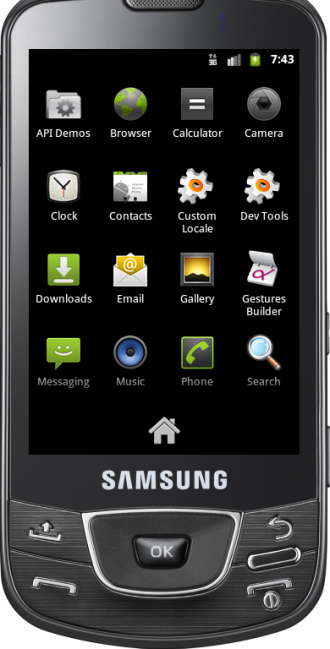 3G 7:43
API Demos Browser Calculator Camera
Clock Contacts Custom Locale Dev Tools
Downloads Email Gallery Gestures Builder
Messaging Music Phone Search
SAMSUNG
OK